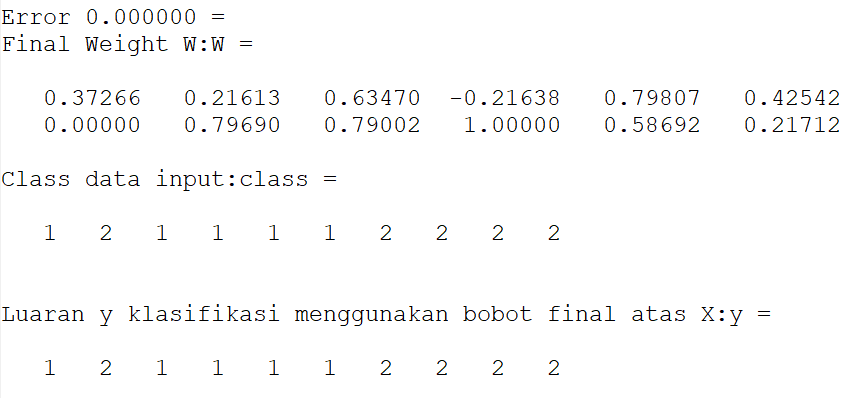 Error 0.000000 =
Final Weight W:W =
0.37266 0.21613 0.63470 -0.21638 0.79807 0.42542
0.00000 0.79690 0.79002 1.00000 0.58692 0.21712
Class data input:class =
1 2 1 1 1 1 2 2 2 2
Luaran y klasifikasi menggunakan bobot final atas X:y =
1 2 1 1 1 1 2 2 2 2